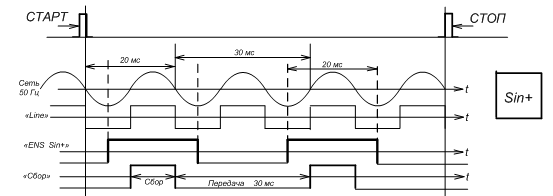 СТАРТ
СТОП
20 мс
30 мс
20 мс
Сеть
50 Гц
t
Sin+
«Line»
t
«ENS Sin+»
t
«Сбор»
Сбор
Передача 30 мс
t